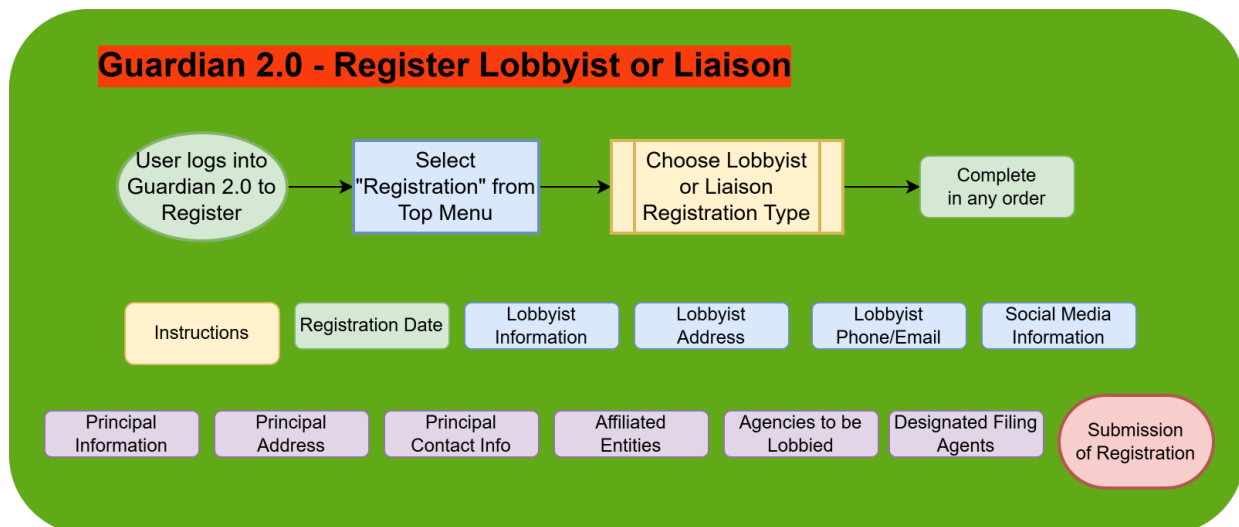 Guardian 2.0 - Register Lobbyist or Liaison
User logs into
Guardian 2.0 to
Register
Select
"Registration" from
Top Menu
Choose Lobbyist
or Liaison
Registration Type
Complete
in any order
Instructions
Registration Date
Lobbyist
Information
Lobbyist
Address
Lobbyist
Phone/Email
Social Media
Information
Principal
Information
Principal
Address
Principal
Contact Info
Affiliated
Entities
Agencies to be
Lobbied
Designated Filing
Agents
Submission
of Registration